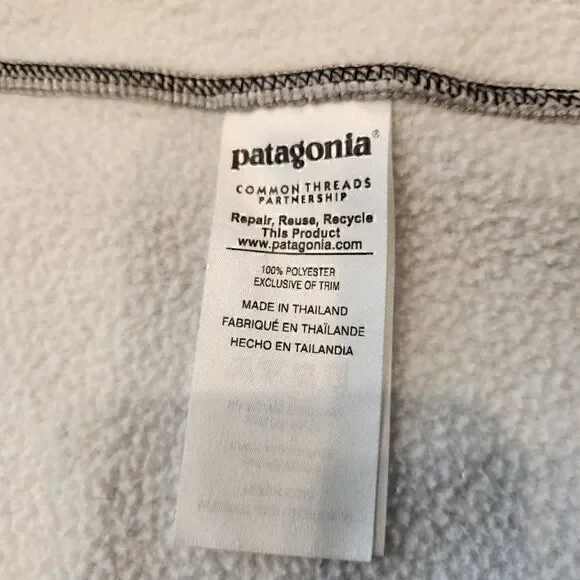 patagonia®
COMMON THREADS
PARTNERSHIP
Repair, Reuse, Recycle
This Product
www.patagonia.com
100% POLYESTER
EXCLUSIVE OF TRIM
MADE IN THAILAND
FABRIQUÉ EN THAÏLANDE
HECHO EN TAILANDIA